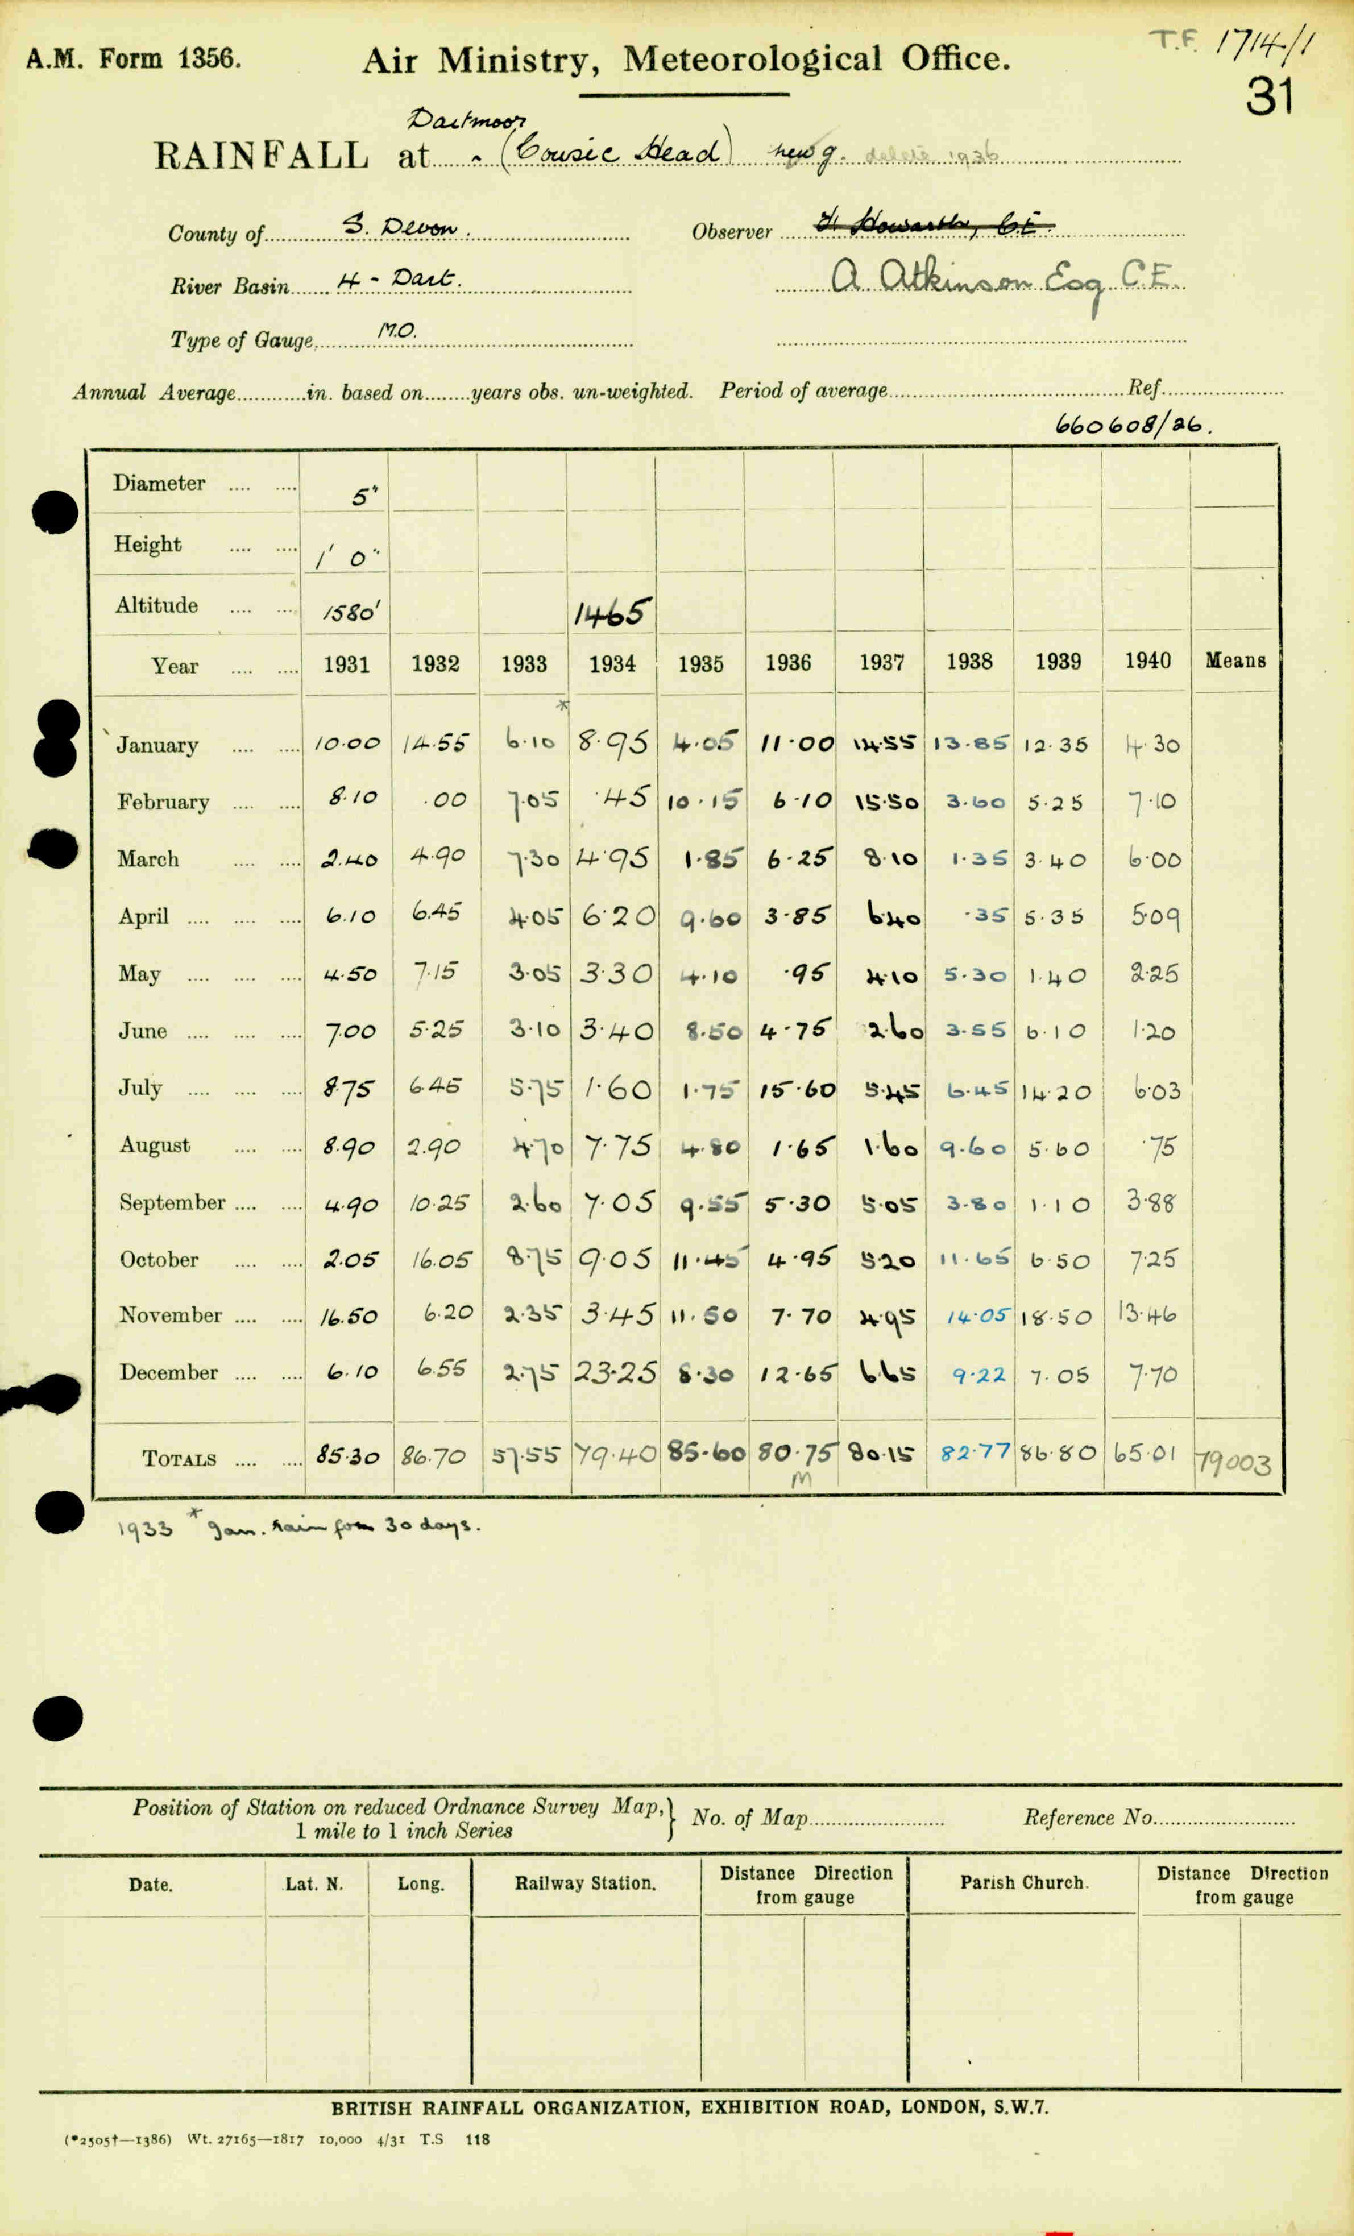 T.F. 1714/1
A.M. Form 1356. Air Ministry, Meteorological Office.
31
Dartmoor
RAINFALL at (Cowsic Head) new g. delete 1936
County of S. Devon. Observer H Howarth, C.E.
River Basin 4 - Dart. A Atkinson Esq C.E.
Type of Gauge M.O.
Annual Average in. based on years obs. un-weighted. Period of average Ref.
660608/26.
Diameter 5"
Height 1' 0"
Altitude 1580' 1465
Year 1931 1932 1933 1934 1935 1936 1937 1938 1939 1940 Means
January 10.00 14.55 6.10 * 8.95 4.05 11.00 14.55 13.85 12.35 4.30
February 8.10 .00 7.05 .45 10.15 6.10 15.50 3.60 5.25 7.10
March 2.40 4.90 7.30 4.95 1.85 6.25 8.10 1.35 3.40 6.00
April 6.10 6.45 4.05 6.20 9.60 3.85 6.40 .35 5.35 5.09
May 4.50 7.15 3.05 3.30 4.10 .95 4.10 5.30 1.40 2.25
June 7.00 5.25 3.10 3.40 8.50 4.75 2.60 3.55 6.10 1.20
July 8.75 6.45 5.75 1.60 1.75 15.60 5.45 6.45 14.20 6.03
August 8.90 2.90 4.70 7.75 4.80 1.65 1.60 9.60 5.60 .75
September 4.90 10.25 2.60 7.05 9.55 5.30 5.05 3.80 1.10 3.88
October 2.05 16.05 8.75 9.05 11.45 4.95 5.20 11.65 6.50 7.25
November 16.50 6.20 2.35 3.45 11.50 7.70 4.95 14.05 18.50 13.46
December 6.10 6.55 2.75 23.25 8.30 12.65 6.65 9.22 7.05 7.70
TOTALS 85.30 86.70 57.55 79.40 85.60 80.75 80.15 82.77 86.80 65.01 79003
M
1933 * Jan. rain for 30 days.
Position of Station on reduced Ordnance Survey Map, } No. of Map Reference No.
1 mile to 1 inch Series
Date. Lat. N. Long. Railway Station. Distance Direction from gauge Parish Church. Distance Direction from gauge
BRITISH RAINFALL ORGANIZATION, EXHIBITION ROAD, LONDON, S.W.7.
(*2505†—1386) Wt. 27165—1817 10,000 4/31 T.S 118